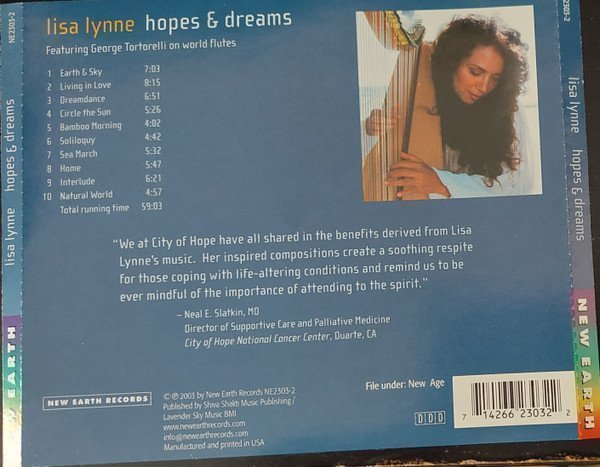 NE2303-2
lisa lynne hopes & dreams
NEW EARTH
lisa lynne hopes & dreams
Featuring George Tortorelli on world flutes
1 Earth & Sky 7:03
2 Living in Love 8:15
3 Dreamdance 6:51
4 Circle the Sun 5:26
5 Bamboo Morning 4:02
6 Soliloquy 4:42
7 Sea March 5:32
8 Home 5:47
9 Interlude 6:21
10 Natural World 4:57
Total running time 59:03
"We at City of Hope have all shared in the benefits derived from Lisa
Lynne's music. Her inspired compositions create a soothing respite
for those coping with life-altering conditions and remind us to be
ever mindful of the importance of attending to the spirit."
– Neal E. Slatkin, MD
Director of Supportive Care and Palliative Medicine
City of Hope National Cancer Center, Duarte, CA
NEW EARTH RECORDS
© ℗ 2003 by New Earth Records NE2303-2
Published by Shiva Shakti Music Publishing /
Lavender Sky Music BMI
www.newearthrecords.com
info@newearthrecords.com
Manufactured and printed in USA
File under: New Age
DDD
7 14266 23032 2
lisa lynne hopes & dreams
NEW EARTH